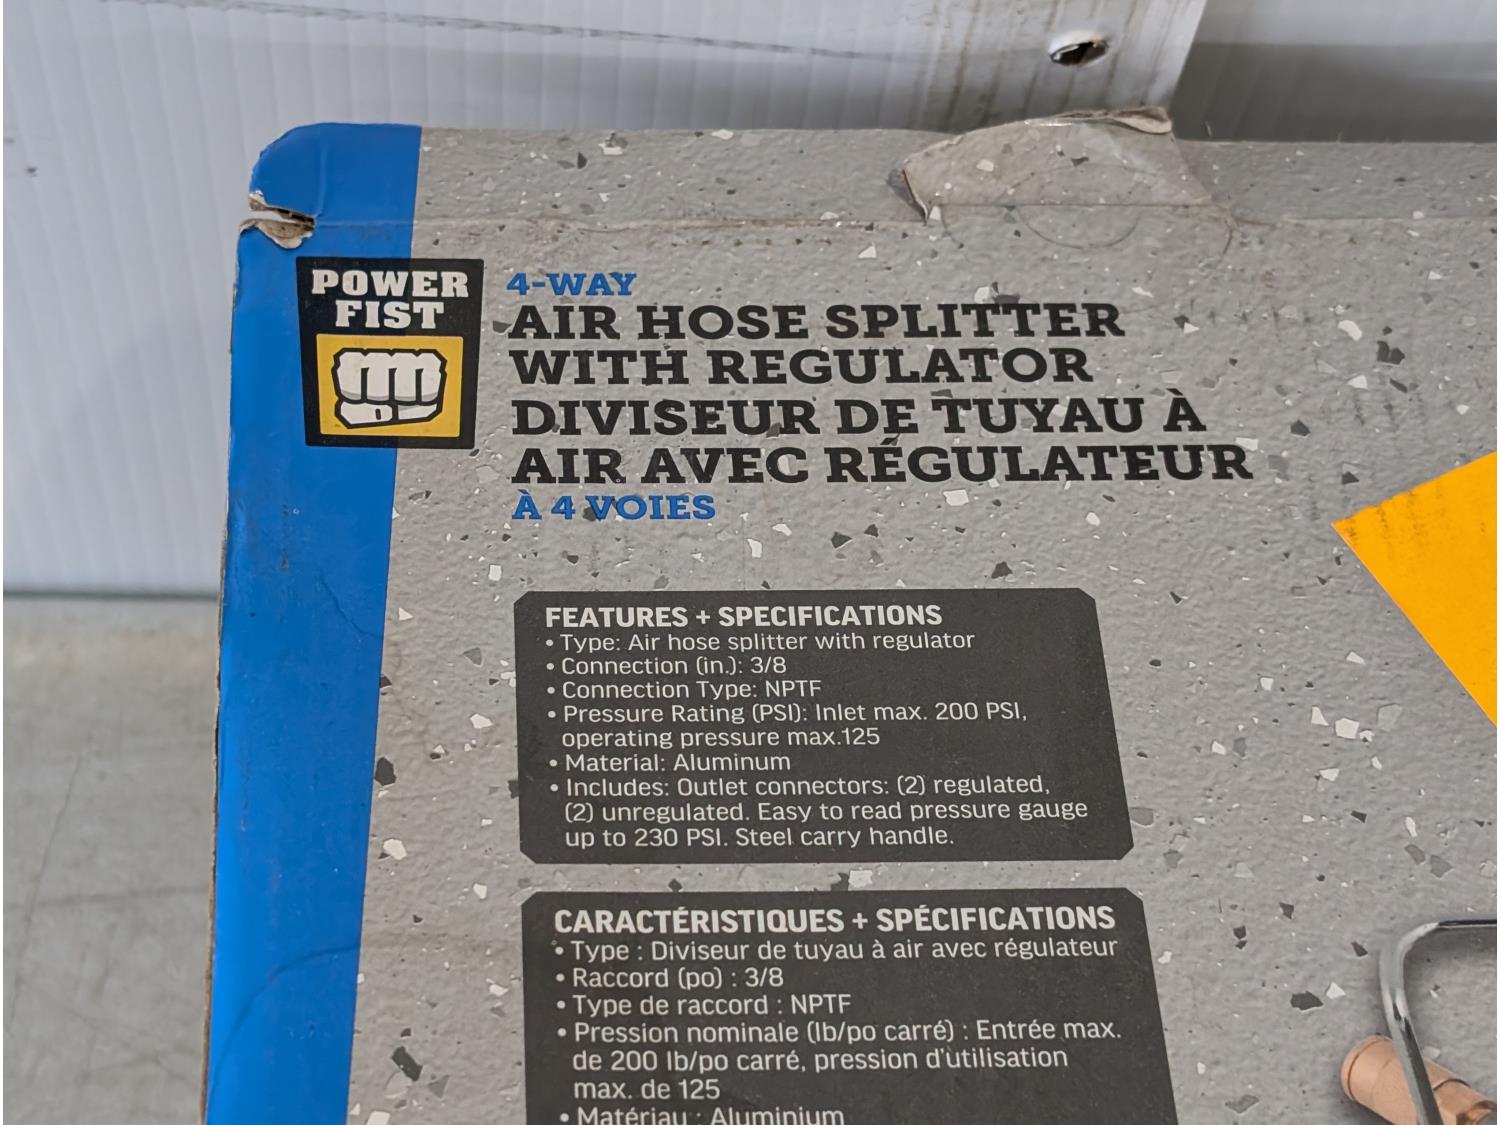 POWER
FIST
4-WAY
AIR HOSE SPLITTER
WITH REGULATOR
DIVISEUR DE TUYAU À
AIR AVEC RÉGULATEUR
À 4 VOIES
FEATURES + SPECIFICATIONS
• Type: Air hose splitter with regulator
• Connection (in.): 3/8
• Connection Type: NPTF
• Pressure Rating (PSI): Inlet max. 200 PSI,
operating pressure max.125
• Material: Aluminum
• Includes: Outlet connectors: (2) regulated,
(2) unregulated. Easy to read pressure gauge
up to 230 PSI. Steel carry handle.
CARACTÉRISTIQUES + SPÉCIFICATIONS
• Type : Diviseur de tuyau à air avec régulateur
• Raccord (po) : 3/8
• Type de raccord : NPTF
• Pression nominale (lb/po carré) : Entrée max.
de 200 lb/po carré, pression d'utilisation
max. de 125
• Matériau : Aluminium